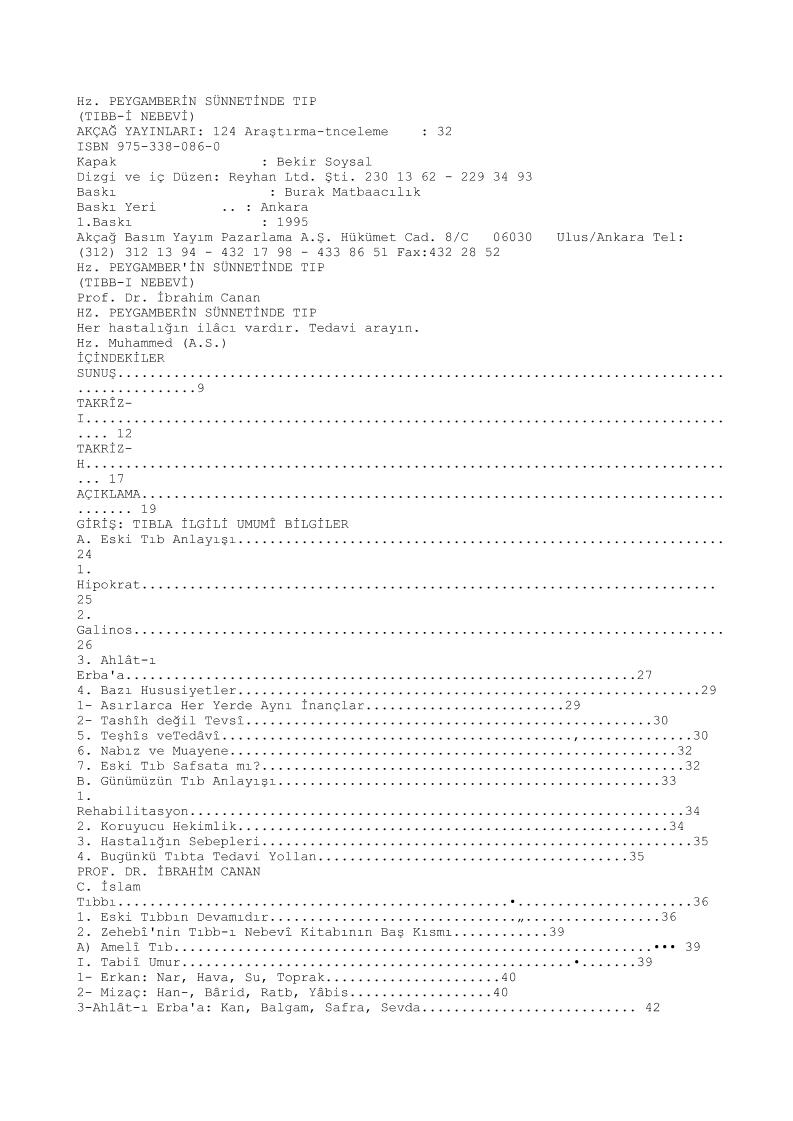 Hz. PEYGAMBERİN SÜNNETİNDE TIP
(TIBB-İ NEBEVİ)
AKÇAĞ YAYINLARI: 124 Araştırma-tnceleme    : 32
ISBN 975-338-086-0
Kapak                  : Bekir Soysal
Dizgi ve iç Düzen: Reyhan Ltd. Şti. 230 13 62 - 229 34 93
Baskı                   : Burak Matbaacılık
Baskı Yeri        .. : Ankara
1.Baskı                : 1995
Akçağ Basım Yayım Pazarlama A.Ş. Hükümet Cad. 8/C   06030   Ulus/Ankara Tel:
(312) 312 13 94 - 432 17 98 - 433 86 51 Fax:432 28 52
Hz. PEYGAMBER'İN SÜNNETİNDE TIP
(TIBB-I NEBEVİ)
Prof. Dr. İbrahim Canan
HZ. PEYGAMBERİN SÜNNETİNDE TIP
Her hastalığın ilâcı vardır. Tedavi arayın.
Hz. Muhammed (A.S.)
İÇİNDEKİLER
SUNUŞ............................................................................
...............9
TAKRÎZ-
I................................................................................
.... 12
TAKRİZ-
H................................................................................
... 17
AÇIKLAMA.........................................................................
....... 19
GİRİŞ: TIBLA İLGİLİ UMUMÎ BİLGİLER
A. Eski Tıb Anlayışı.............................................................
24
1.
Hipokrat........................................................................
25
2.
Galinos..........................................................................
26
3. Ahlât-ı
Erba'a................................................................27
4. Bazı Hususiyetler..........................................................29
1- Asırlarca Her Yerde Aynı İnançlar.........................29
2- Tashîh değil Tevsî...................................................30
5. Teşhîs veTedâvî............................................,..............30
6. Nabız ve Muayene........................................................32
7. Eski Tıb Safsata mı?.....................................................32
B. Günümüzün Tıb Anlayışı................................................33
1.
Rehabilitasyon..............................................................34
2. Koruyucu Hekimlik......................................................34
3. Hastalığın Sebepleri......................................................35
4. Bugünkü Tıbta Tedavi Yollan.......................................35
PROF. DR. İBRAHİM CANAN
C. İslam
Tıbbı.................................................•......................36
1. Eski Tıbbın Devamıdır...............................„.................36
2. Zehebî'nin Tıbb-ı Nebevî Kitabının Baş Kısmı............39
A) Amelî Tıb............................................................••• 39
I. Tabiî Umur..............................................•.......39
1- Erkan: Nar, Hava, Su, Toprak......................40
2- Mizaç: Han-, Bârid, Ratb, Yâbis..................40
3-Ahlât-ı Erba'a: Kan, Balgam, Safra, Sevda........................... 42